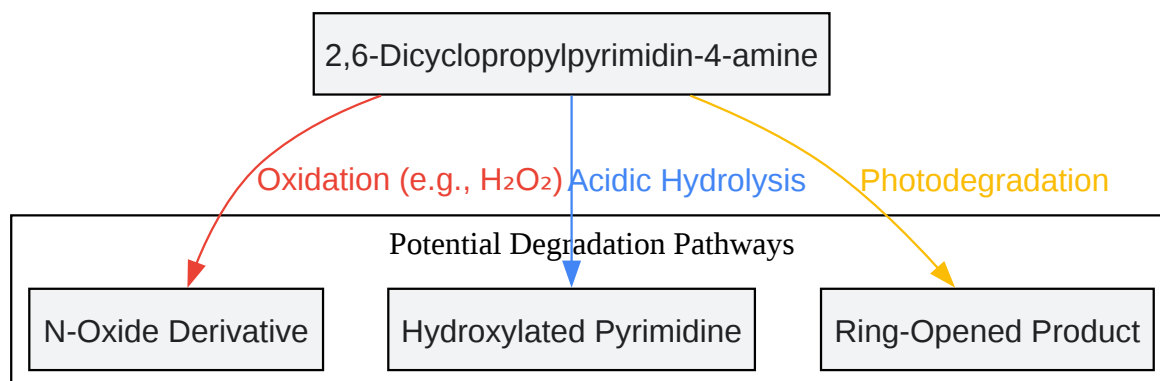 2,6-Dicyclopropylpyrimidin-4-amine
Oxidation (e.g., H₂O₂)
Acidic Hydrolysis
Photodegradation
Potential Degradation Pathways
N-Oxide Derivative
Hydroxylated Pyrimidine
Ring-Opened Product